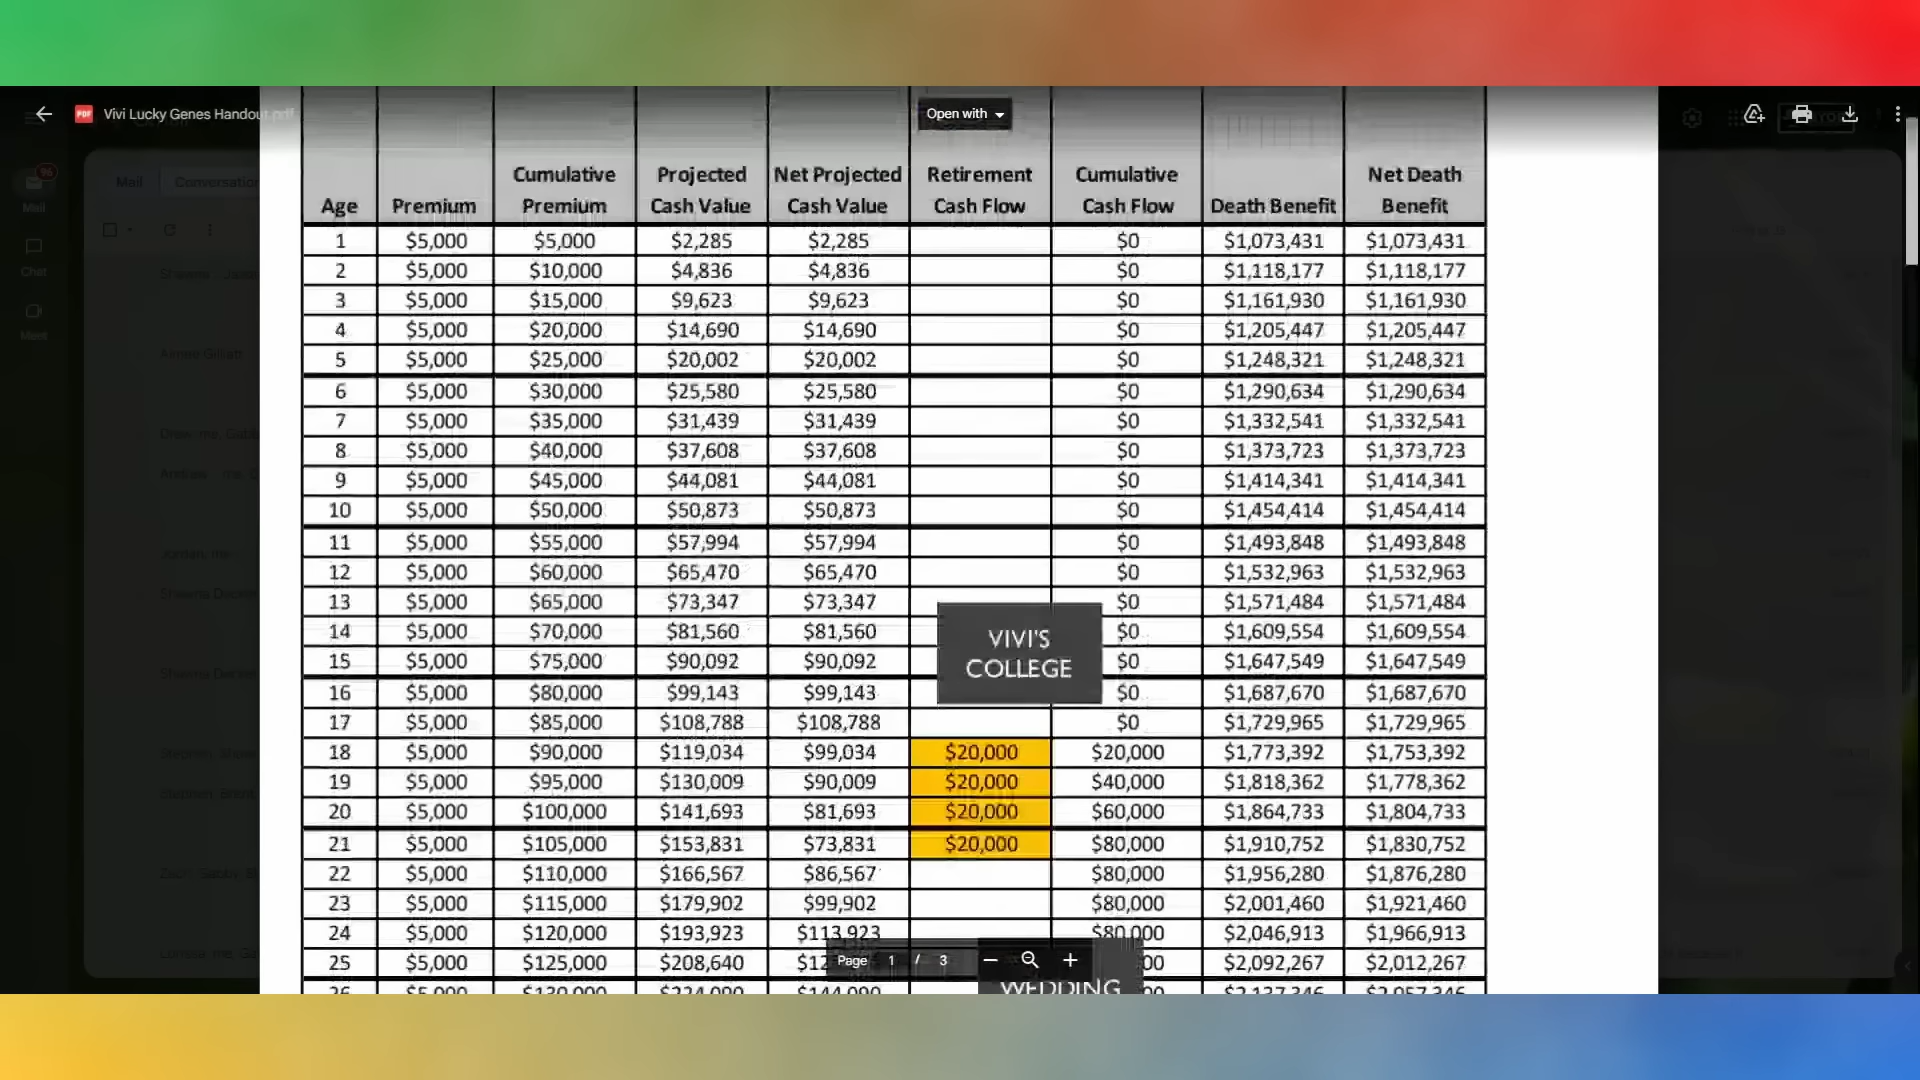 Vivi Lucky Genes Handout.pdf
Open with
96
Mail
Chat
Meet
Mail
Conversation
Age Premium Cumulative Premium Projected Cash Value Net Projected Cash Value Retirement Cash Flow Cumulative Cash Flow Death Benefit Net Death Benefit
1 $5,000 $5,000 $2,285 $2,285 $0 $1,073,431 $1,073,431
2 $5,000 $10,000 $4,836 $4,836 $0 $1,118,177 $1,118,177
3 $5,000 $15,000 $9,623 $9,623 $0 $1,161,930 $1,161,930
4 $5,000 $20,000 $14,690 $14,690 $0 $1,205,447 $1,205,447
5 $5,000 $25,000 $20,002 $20,002 $0 $1,248,321 $1,248,321
6 $5,000 $30,000 $25,580 $25,580 $0 $1,290,634 $1,290,634
7 $5,000 $35,000 $31,439 $31,439 $0 $1,332,541 $1,332,541
8 $5,000 $40,000 $37,608 $37,608 $0 $1,373,723 $1,373,723
9 $5,000 $45,000 $44,081 $44,081 $0 $1,414,341 $1,414,341
10 $5,000 $50,000 $50,873 $50,873 $0 $1,454,414 $1,454,414
11 $5,000 $55,000 $57,994 $57,994 $0 $1,493,848 $1,493,848
12 $5,000 $60,000 $65,470 $65,470 $0 $1,532,963 $1,532,963
13 $5,000 $65,000 $73,347 $73,347 $0 $1,571,484 $1,571,484
14 $5,000 $70,000 $81,560 $81,560 $0 $1,609,554 $1,609,554
15 $5,000 $75,000 $90,092 $90,092 $0 $1,647,549 $1,647,549
VIVI'S
COLLEGE
16 $5,000 $80,000 $99,143 $99,143 $0 $1,687,670 $1,687,670
17 $5,000 $85,000 $108,788 $108,788 $0 $1,729,965 $1,729,965
18 $5,000 $90,000 $119,034 $99,034 $20,000 $20,000 $1,773,392 $1,753,392
19 $5,000 $95,000 $130,009 $90,009 $20,000 $40,000 $1,818,362 $1,778,362
20 $5,000 $100,000 $141,693 $81,693 $20,000 $60,000 $1,864,733 $1,804,733
21 $5,000 $105,000 $153,831 $73,831 $20,000 $80,000 $1,910,752 $1,830,752
22 $5,000 $110,000 $166,567 $86,567 $80,000 $1,956,280 $1,876,280
23 $5,000 $115,000 $179,902 $99,902 $80,000 $2,001,460 $1,921,460
24 $5,000 $120,000 $193,923 $113,923 $80,000 $2,046,913 $1,966,913
25 $5,000 $125,000 $208,640 $2,092,267 $2,012,267
Page 1 / 3
WEDDING